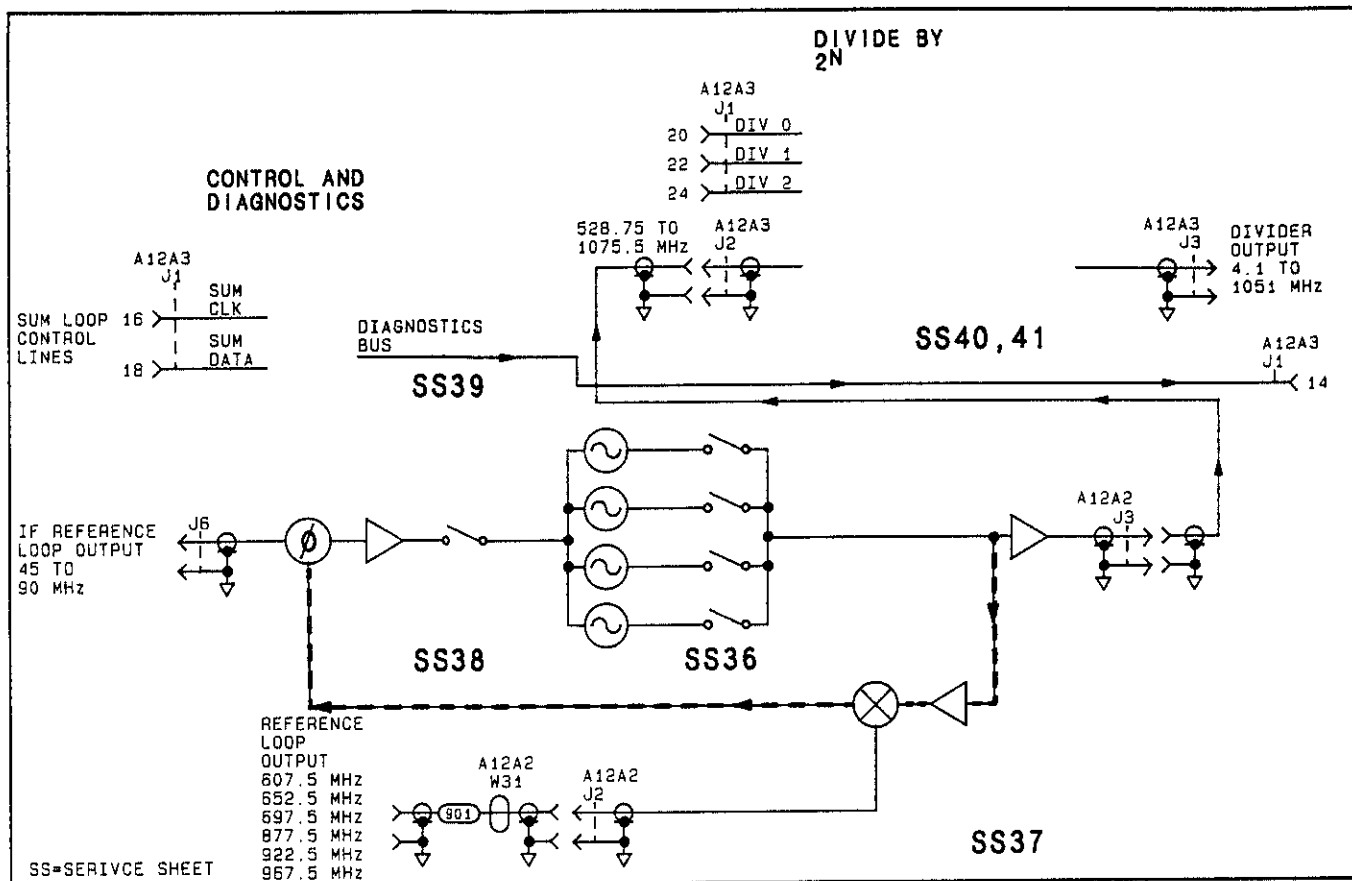 DIVIDE BY
2N
A12A3
J1
20 DIV 0
22 DIV 1
24 DIV 2
CONTROL AND
DIAGNOSTICS
528.75 TO
1075.5 MHz
A12A3
J2
A12A3
J3
DIVIDER
OUTPUT
4.1 TO
1051 MHz
A12A3
J1
SUM LOOP
CONTROL
LINES
16 SUM
CLK
18 SUM
DATA
DIAGNOSTICS
BUS
SS39
SS40,41
A12A3
J1
14
IF REFERENCE
LOOP OUTPUT
45 TO
90 MHz
J6
ϕ
A12A2
J3
SS38
SS36
REFERENCE
LOOP
OUTPUT
607.5 MHz
652.5 MHz
697.5 MHz
877.5 MHz
922.5 MHz
967.5 MHz
901
A12A2
W31
A12A2
J2
SS37
SS=SERIVCE SHEET